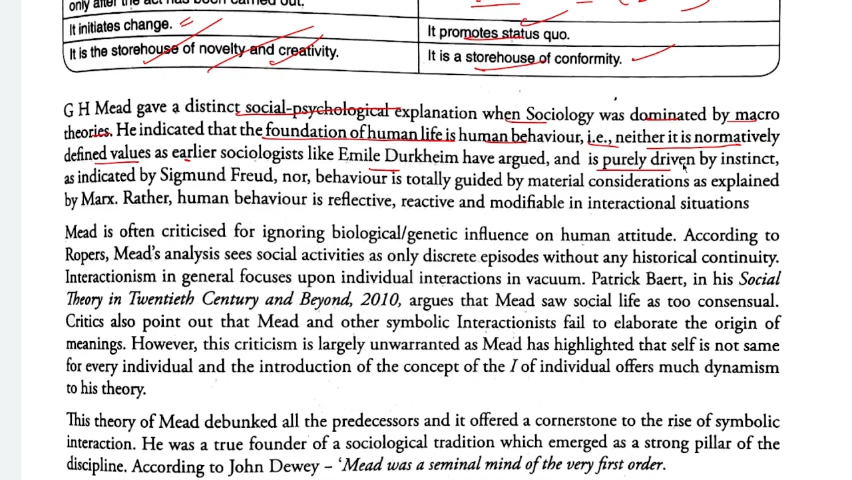 only after the act has been carried out.
It initiates change.
It promotes status quo.
It is the storehouse of novelty and creativity.
It is a storehouse of conformity.
G H Mead gave a distinct social-psychological explanation when Sociology was dominated by macro
theories. He indicated that the foundation of human life is human behaviour, i.e., neither it is normatively
defined values as earlier sociologists like Emile Durkheim have argued, and is purely driven by instinct,
as indicated by Sigmund Freud, nor, behaviour is totally guided by material considerations as explained
by Marx. Rather, human behaviour is reflective, reactive and modifiable in interactional situations
Mead is often criticised for ignoring biological/genetic influence on human attitude. According to
Ropers, Mead's analysis sees social activities as only discrete episodes without any historical continuity.
Interactionism in general focuses upon individual interactions in vacuum. Patrick Baert, in his Social
Theory in Twentieth Century and Beyond, 2010, argues that Mead saw social life as too consensual.
Critics also point out that Mead and other symbolic Interactionists fail to elaborate the origin of
meanings. However, this criticism is largely unwarranted as Mead has highlighted that self is not same
for every individual and the introduction of the concept of the I of individual offers much dynamism
to his theory.
This theory of Mead debunked all the predecessors and it offered a cornerstone to the rise of symbolic
interaction. He was a true founder of a sociological tradition which emerged as a strong pillar of the
discipline. According to John Dewey – 'Mead was a seminal mind of the very first order.